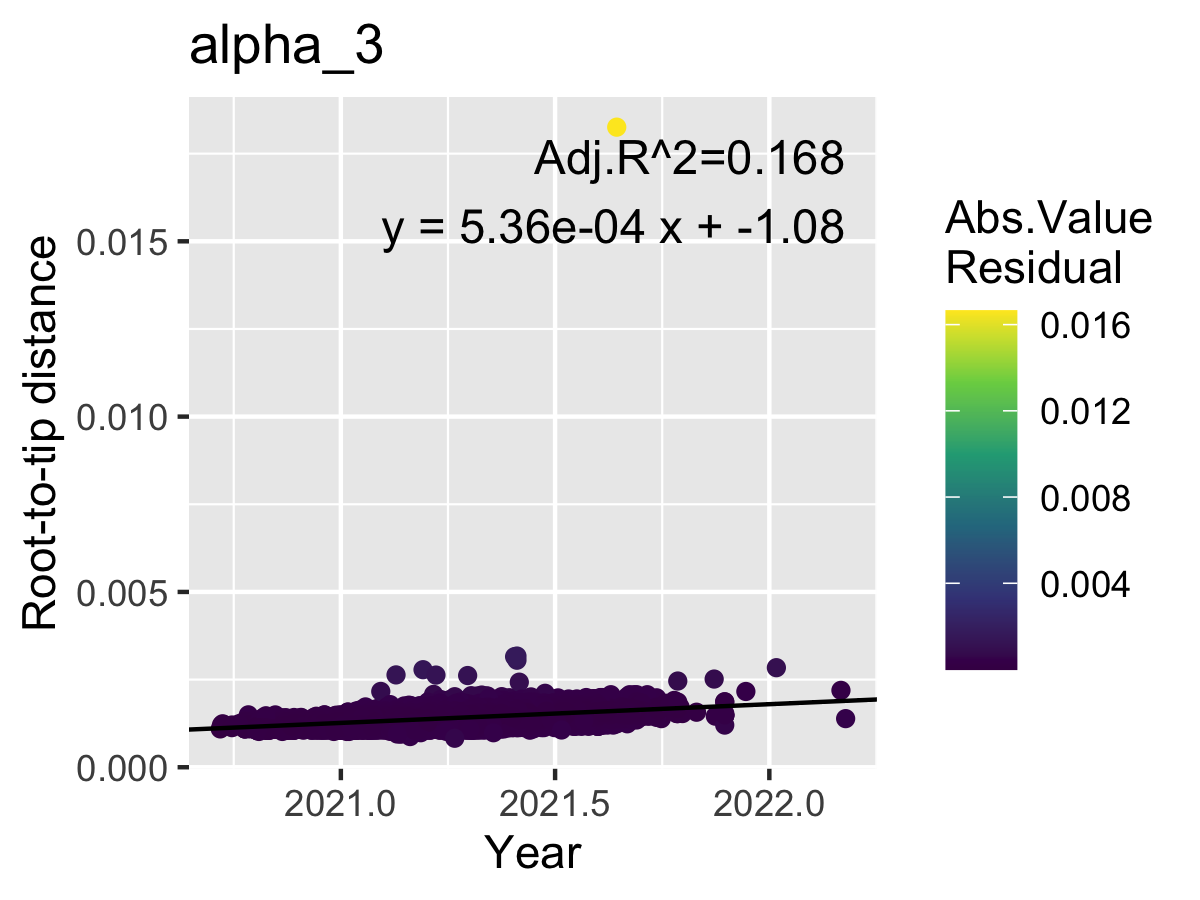 alpha_3
Adj.R^2=0.168
y = 5.36e-04 x + -1.08
0.015
0.010
0.005
0.000
Root-to-tip distance
2021.0
2021.5
2022.0
Year
Abs.Value
Residual
0.016
0.012
0.008
0.004